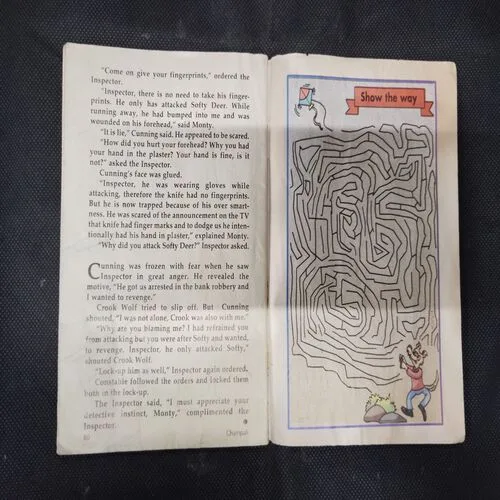 "Come on give your fingerprints," ordered the
Inspector.
"Inspector, there is no need to take his finger-
prints. He only has attacked Softy Deer. While
running away, he had bumped into me and was
wounded on his forehead," said Monty.
"It is lie," Cunning said. He appeared to be scared.
"How did you hurt your forehead? Why you had
your hand in the plaster? Your hand is fine, is it
not?" asked the Inspector.
Cunning's face was glued.
"Inspector, he was wearing gloves while
attacking, therefore the knife had no fingerprints.
But he is now trapped because of his over smart-
ness. He was scared of the announcement on the TV
that knife had finger marks and to dodge us he inten-
tionally had his hand in plaster," explained Monty.
"Why did you attack Softy Deer?" Inspector asked.
Cunning was frozen with fear when he saw
Inspector in great anger. He revealed the
motive, "He got us arrested in the bank robbery and
I wanted to revenge."
Crook Wolf tried to slip off. But Cunning
shouted, "I was not alone, Crook was also with me."
"Why are you blaming me? I had refrained you
from attacking but you were after Softy and wanted,
to revenge. Inspector, he only attacked Softy,"
shouted Crook Wolf.
"Lock-up him as well," Inspector again ordered.
Constable followed the orders and locked them
both in the lock-up.
The Inspector said, "I must appreciate your
detective instinct, Monty," complimented the
Inspector.
80
Champak
Show the way